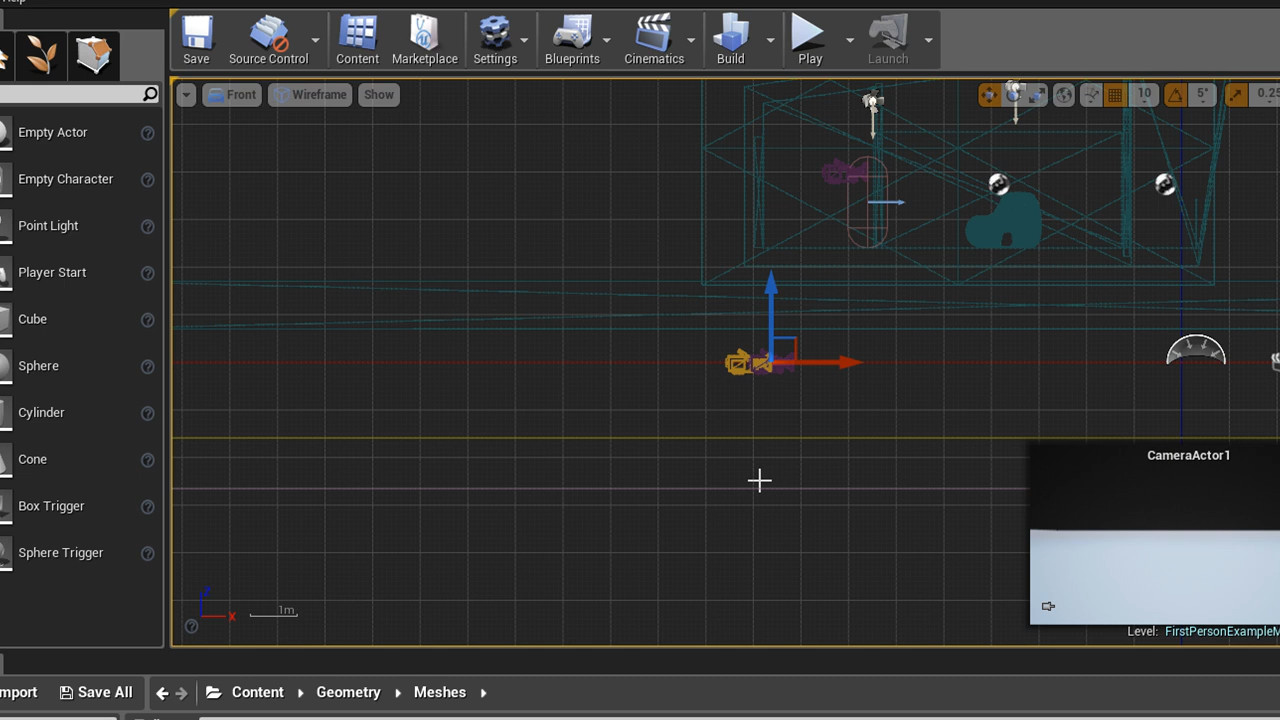 Save
Source Control
Content
Marketplace
Settings
Blueprints
Cinematics
Build
Play
Launch
Front
Wireframe
Show
10
5°
0.25
Empty Actor
Empty Character
Point Light
Player Start
Cube
Sphere
Cylinder
Cone
Box Trigger
Sphere Trigger
CameraActor1
X
1m
Level: FirstPersonExampleM
mport
Save All
Content
Geometry
Meshes